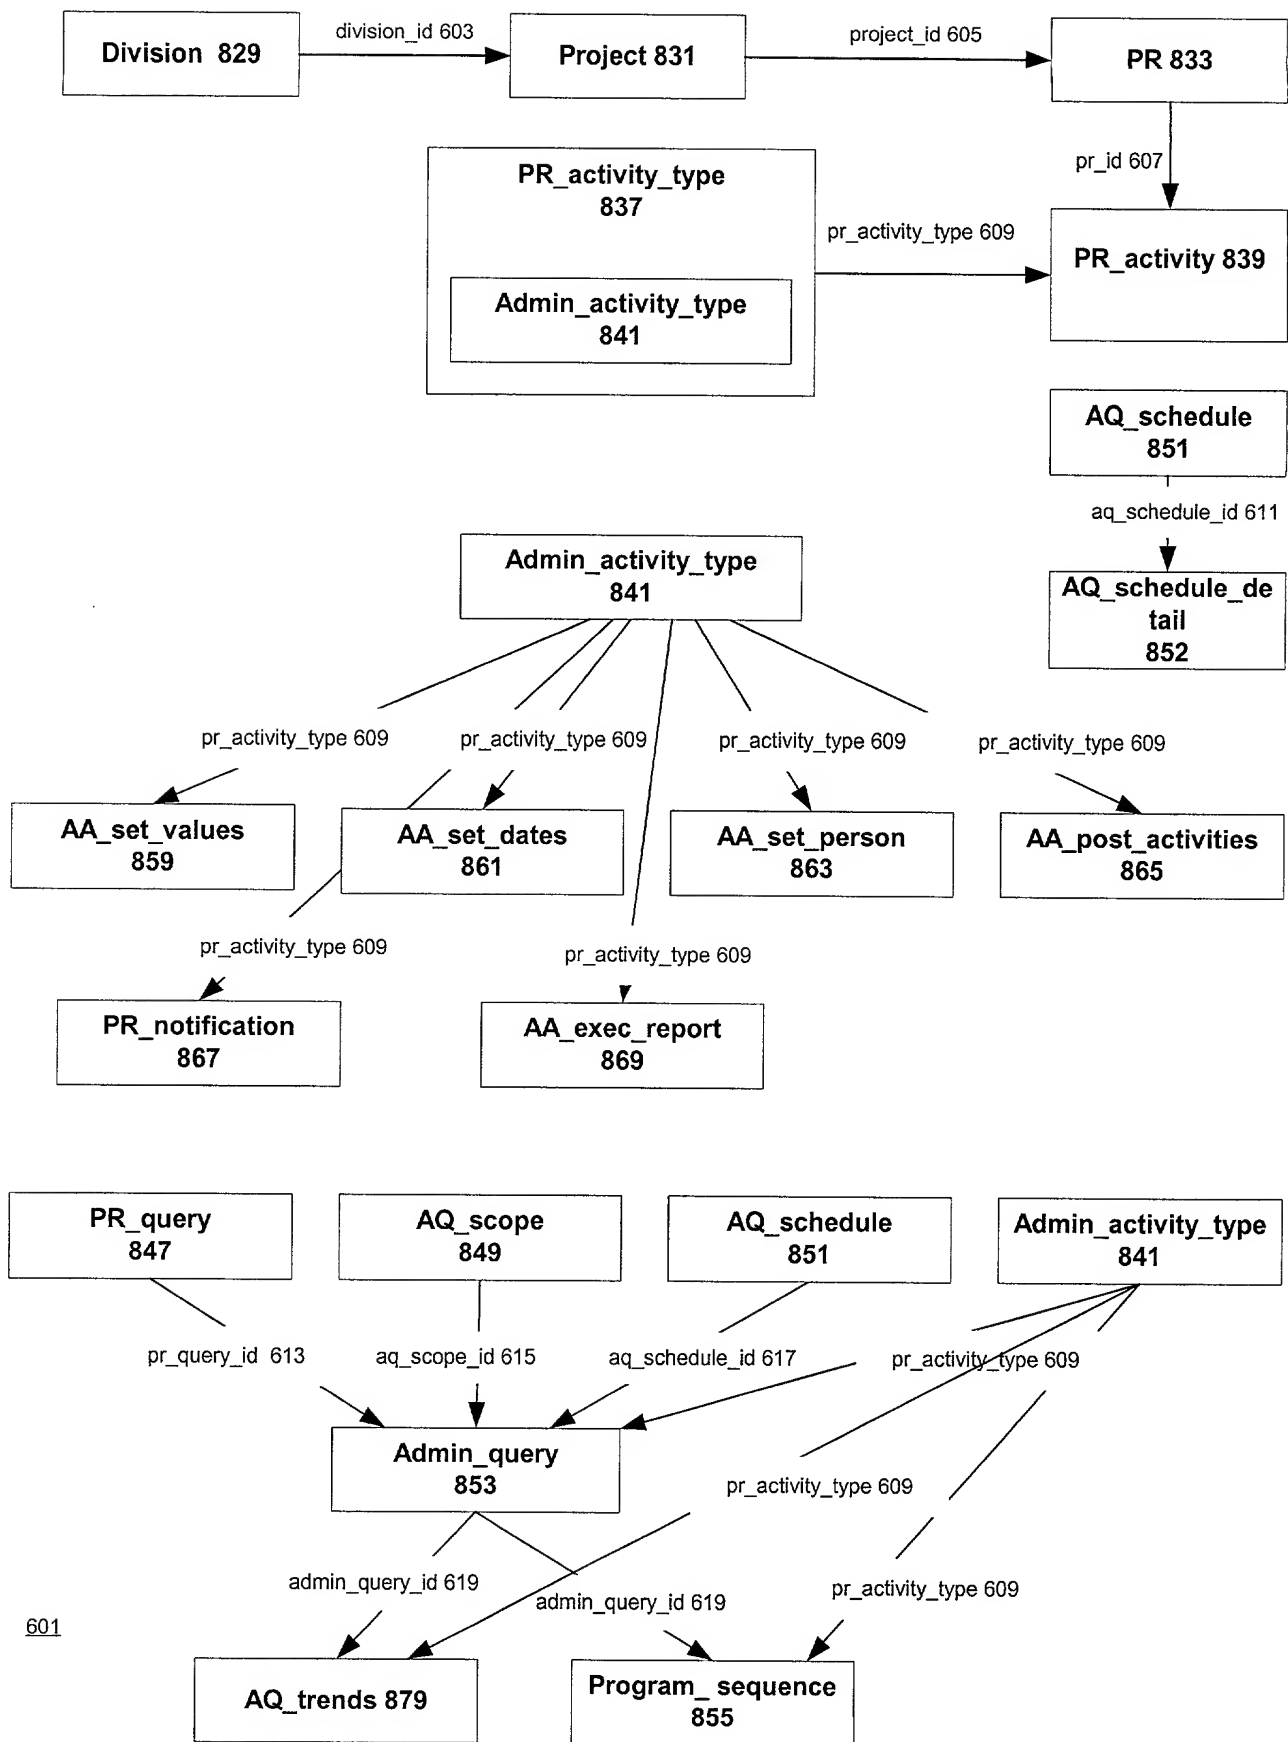 Division 829
division_id 603
Project 831
project_id 605
PR 833
pr_id 607
PR_activity_type
837
Admin_activity_type
841
pr_activity_type 609
PR_activity 839
AQ_schedule
851
aq_schedule_id 611
AQ_schedule_de
tail
852
Admin_activity_type
841
pr_activity_type 609
pr_activity_type 609
pr_activity_type 609
pr_activity_type 609
AA_set_values
859
AA_set_dates
861
AA_set_person
863
AA_post_activities
865
pr_activity_type 609
pr_activity_type 609
PR_notification
867
AA_exec_report
869
PR_query
847
AQ_scope
849
AQ_schedule
851
Admin_activity_type
841
pr_query_id 613
aq_scope_id 615
aq_schedule_id 617
pr_activity_type 609
Admin_query
853
pr_activity_type 609
admin_query_id 619
admin_query_id 619
pr_activity_type 609
601
AQ_trends 879
Program_ sequence
855